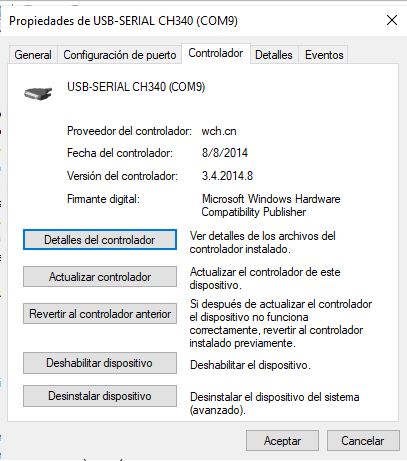 Propiedades de USB-SERIAL CH340 (COM9)
General Configuración de puerto Controlador Detalles Eventos
USB-SERIAL CH340 (COM9)
Proveedor del controlador: wch.cn
Fecha del controlador: 8/8/2014
Versión del controlador: 3.4.2014.8
Firmante digital: Microsoft Windows Hardware
Compatibility Publisher
Detalles del controlador
Ver detalles de los archivos del
controlador instalado.
Actualizar controlador
Actualizar el controlador de este
dispositivo.
Revertir al controlador anterior
Si después de actualizar el controlador
el dispositivo no funciona
correctamente, revertir al controlador
instalado previamente.
Deshabilitar dispositivo
Deshabilitar el dispositivo.
Desinstalar dispositivo
Desinstalar el dispositivo del sistema
(avanzado).
Aceptar Cancelar